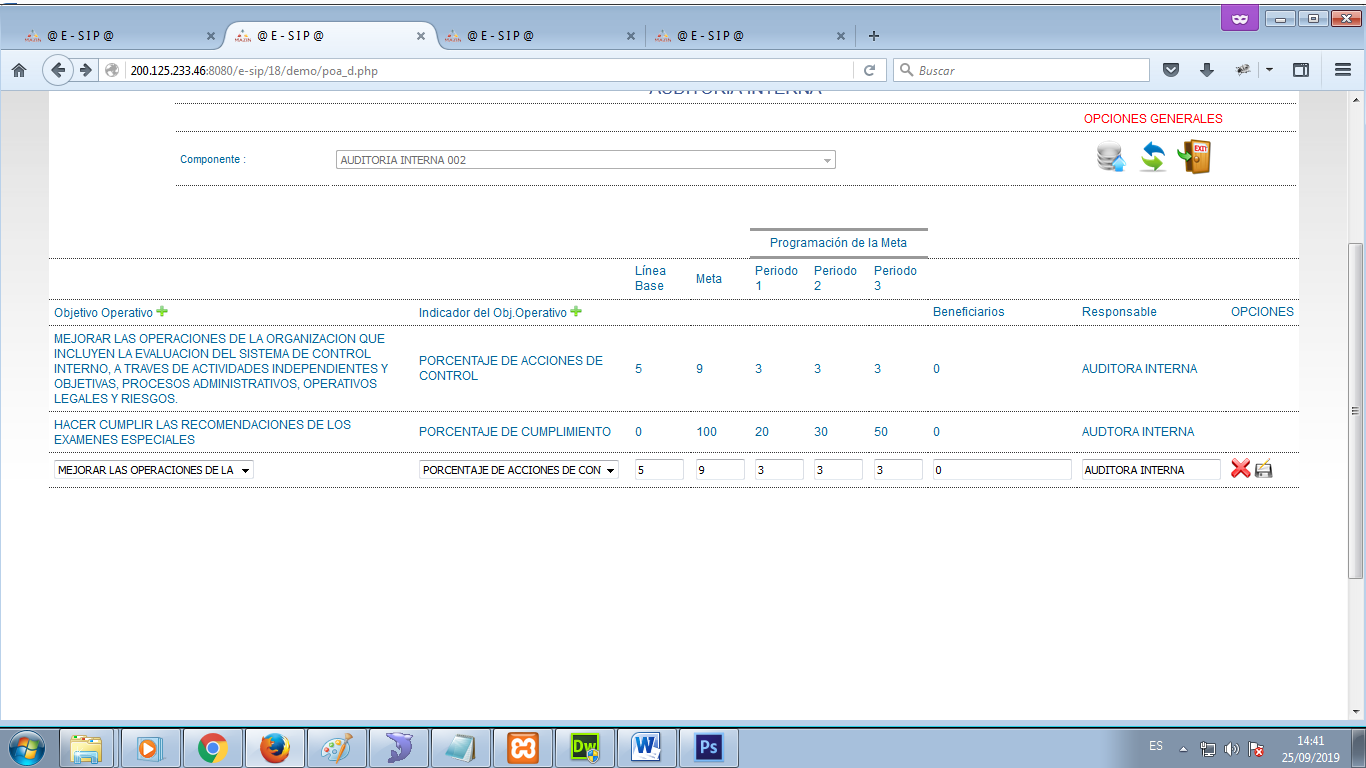 @ E - S I P @
@ E - S I P @
@ E - S I P @
@ E - S I P @
200.125.233.46:8080/e-sip/18/demo/poa_d.php
Buscar
AUDITORIA INTERNA
OPCIONES GENERALES
Componente :
AUDITORIA INTERNA 002
EXIT
Programación de la Meta
Línea Base
Meta
Periodo 1
Periodo 2
Periodo 3
Objetivo Operativo
Indicador del Obj.Operativo
Beneficiarios
Responsable
OPCIONES
MEJORAR LAS OPERACIONES DE LA ORGANIZACION QUE
INCLUYEN LA EVALUACION DEL SISTEMA DE CONTROL
INTERNO, A TRAVES DE ACTIVIDADES INDEPENDIENTES Y
OBJETIVAS, PROCESOS ADMINISTRATIVOS, OPERATIVOS
LEGALES Y RIESGOS.
PORCENTAJE DE ACCIONES DE
CONTROL
5 9 3 3 3 0 AUDITORA INTERNA
HACER CUMPLIR LAS RECOMENDACIONES DE LOS
EXAMENES ESPECIALES
PORCENTAJE DE CUMPLIMIENTO 0 100 20 30 50 0 AUDTORA INTERNA
MEJORAR LAS OPERACIONES DE LA PORCENTAJE DE ACCIONES DE CON 5 9 3 3 3 0 AUDITORA INTERNA
Dw
W
Ps
ES
14:41
25/09/2019